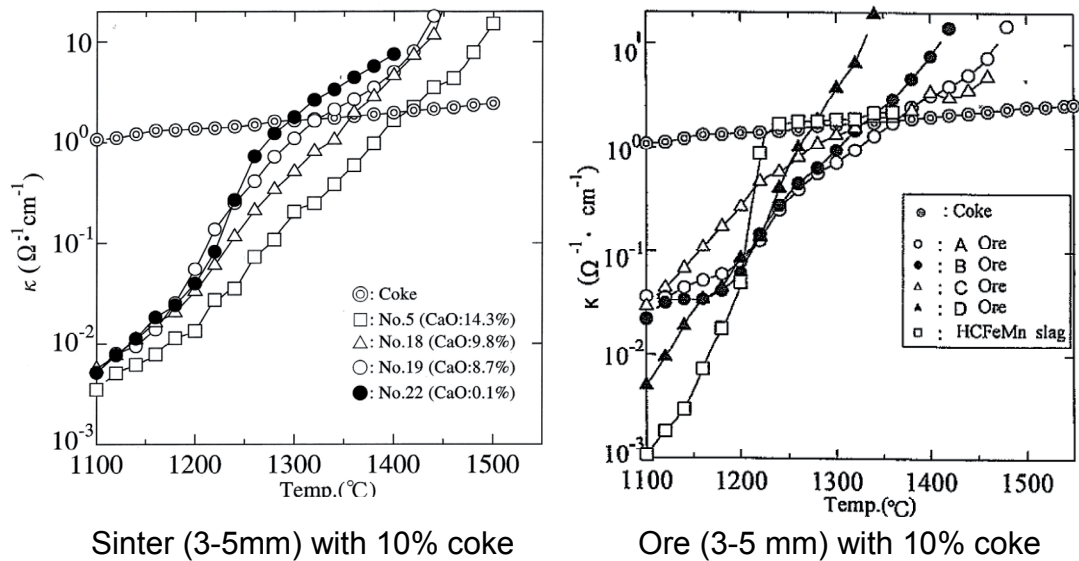 10¹
10⁰
10⁻¹
10⁻²
10⁻³
κ (Ω⁻¹ cm⁻¹)
◎: Coke
□: No.5 (CaO:14.3%)
△: No.18 (CaO:9.8%)
○: No.19 (CaO:8.7%)
●: No.22 (CaO:0.1%)
1100 1200 1300 1400 1500
Temp.(℃)
Sinter (3-5mm) with 10% coke
10¹
10⁰
10⁻¹
10⁻²
10⁻³
κ (Ω⁻¹· cm⁻¹)
: Coke
○ : A Ore
● : B Ore
△ : C Ore
▲ : D Ore
□ : HCFeMn slag
1100 1200 1300 1400 1500
Temp.(℃)
Ore (3-5 mm) with 10% coke